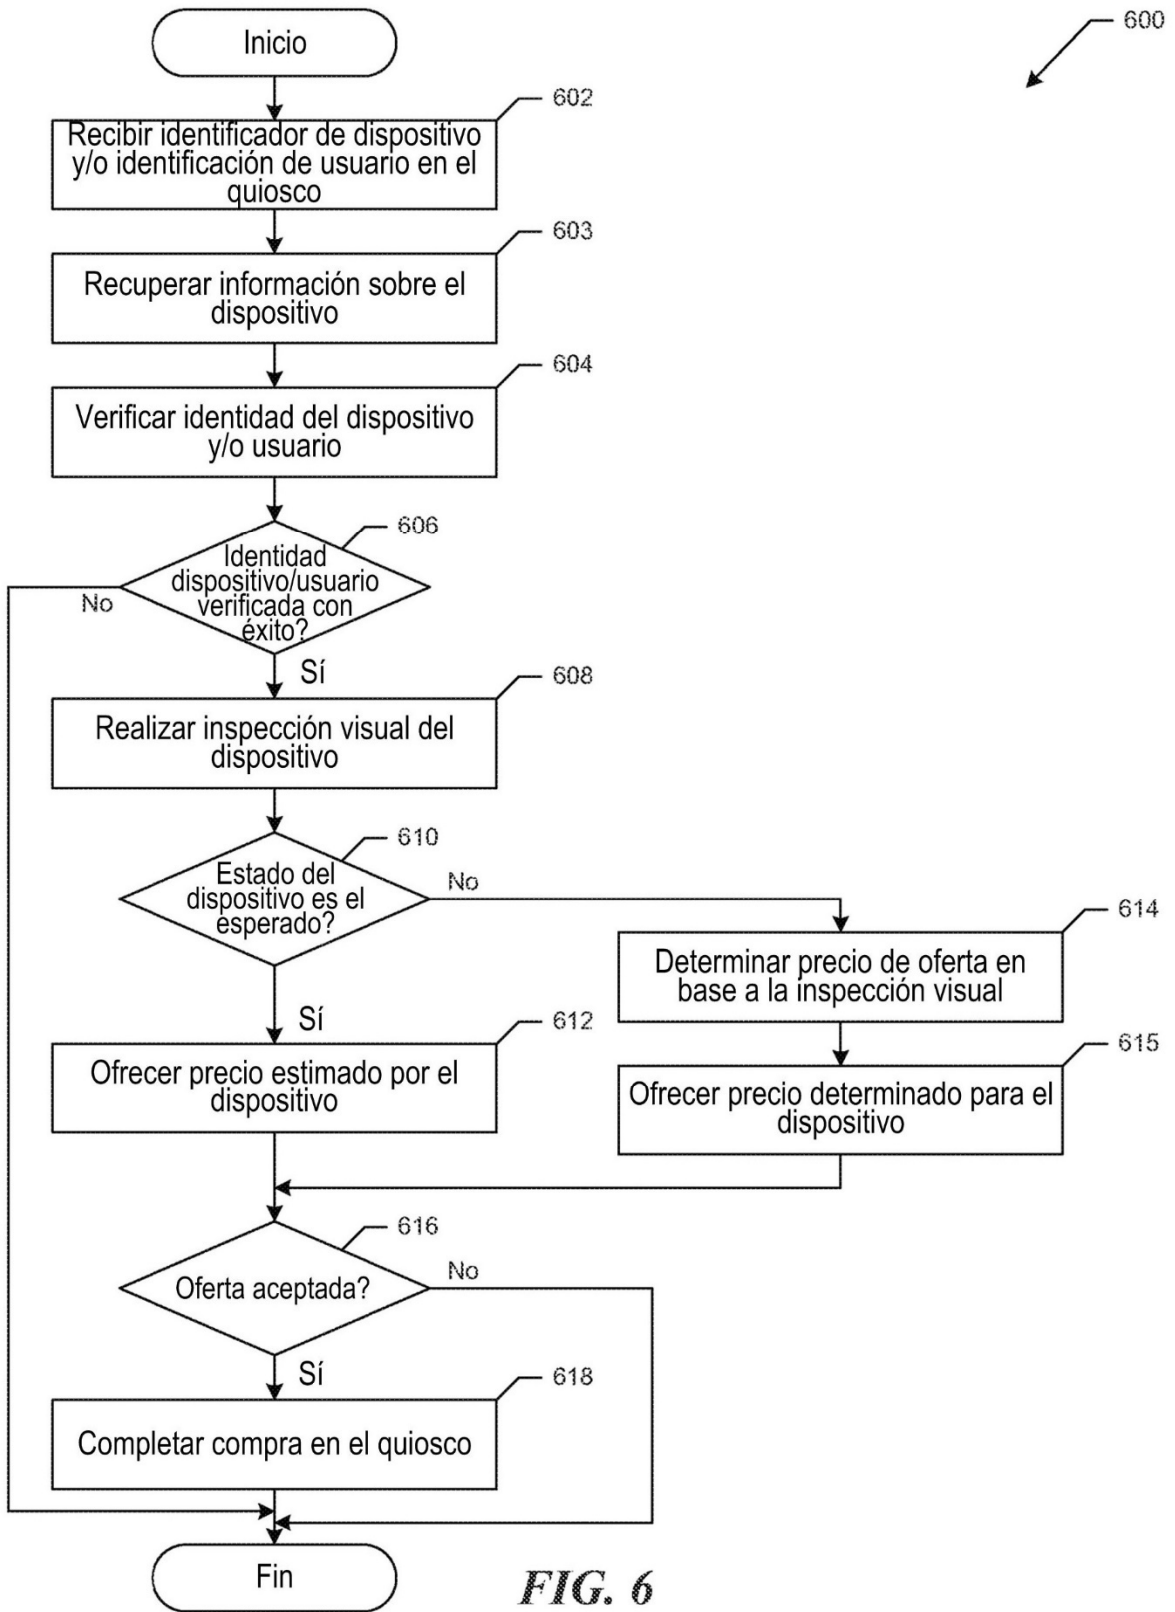 600
Inicio
602
Recibir identificador de dispositivo
y/o identificación de usuario en el
quiosco
603
Recuperar información sobre el
dispositivo
604
Verificar identidad del dispositivo
y/o usuario
606
Identidad
dispositivo/usuario
verificada con
éxito?
No
Sí
608
Realizar inspección visual del
dispositivo
610
Estado del
dispositivo es el
esperado?
No
Sí
614
Determinar precio de oferta en
base a la inspección visual
612
Ofrecer precio estimado por el
dispositivo
615
Ofrecer precio determinado para el
dispositivo
616
Oferta aceptada?
No
Sí
618
Completar compra en el quiosco
Fin
FIG. 6